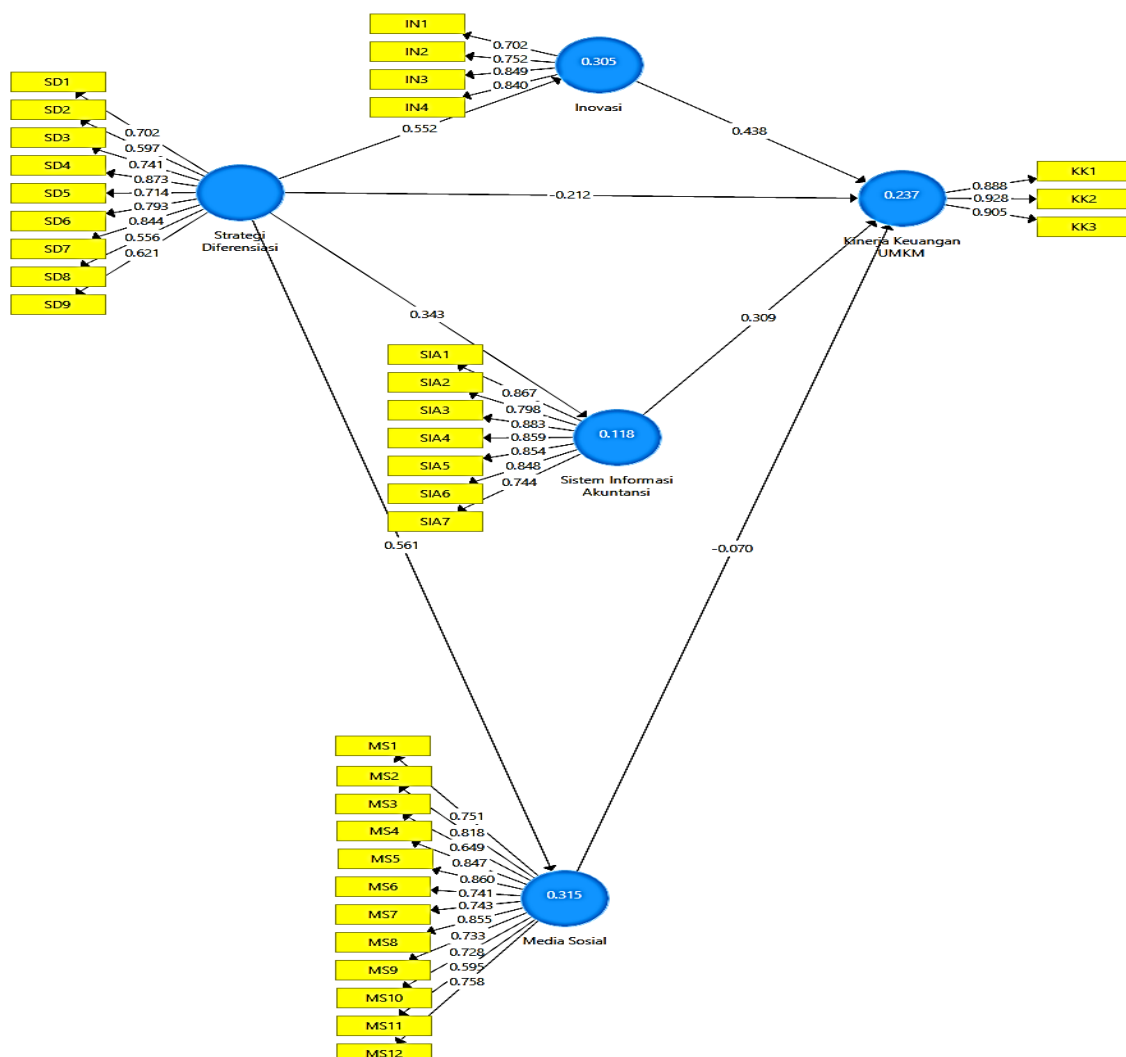 IN1
IN2
IN3
IN4
0.702
0.752
0.849
0.840
0.305
Inovasi
SD1
SD2
SD3
SD4
SD5
SD6
SD7
SD8
SD9
0.702
0.597
0.741
0.873
0.714
0.793
0.844
0.556
0.621
Strategi
Diferensiasi
0.552
0.438
-0.212
0.237
Kinerja Keuangan
UMKM
0.888
0.928
0.905
KK1
KK2
KK3
0.343
0.309
SIA1
SIA2
SIA3
SIA4
SIA5
SIA6
SIA7
0.867
0.798
0.883
0.859
0.854
0.848
0.744
0.118
Sistem Informasi
Akuntansi
0.561
-0.070
MS1
MS2
MS3
MS4
MS5
MS6
MS7
MS8
MS9
MS10
MS11
MS12
0.751
0.818
0.649
0.847
0.860
0.741
0.743
0.855
0.733
0.728
0.595
0.758
0.315
Media Sosial